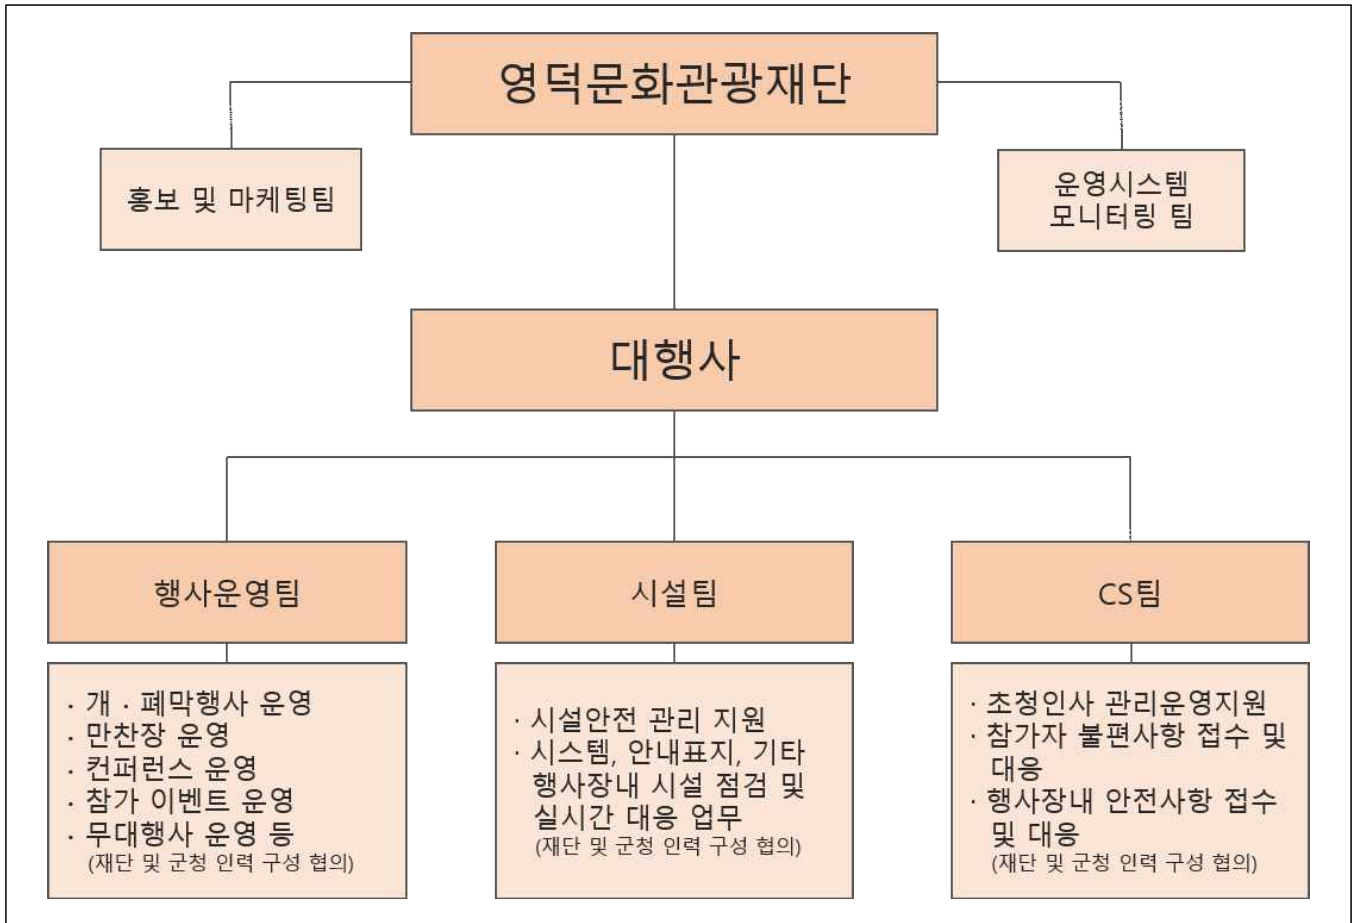 영덕문화관광재단
홍보 및 마케팅팀
운영시스템
모니터링 팀
대행사
행사운영팀
시설팀
CS팀
· 개 · 폐막행사 운영
· 만찬장 운영
· 컨퍼런스 운영
· 참가 이벤트 운영
· 무대행사 운영 등
(재단 및 군청 인력 구성 협의)
· 시설안전 관리 지원
· 시스템, 안내표지, 기타
행사장내 시설 점검 및
실시간 대응 업무
(재단 및 군청 인력 구성 협의)
· 초청인사 관리운영지원
· 참가자 불편사항 접수 및
대응
· 행사장내 안전사항 접수
및 대응
(재단 및 군청 인력 구성 협의)